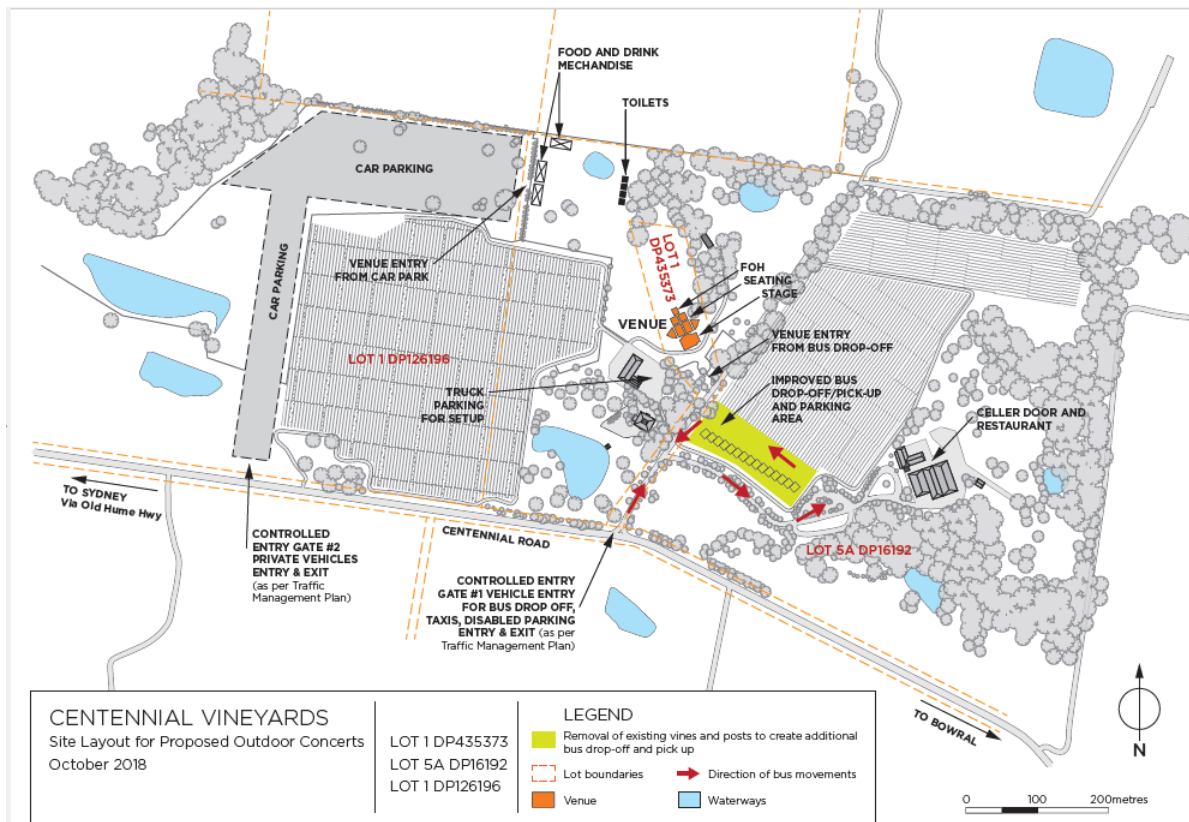 FOOD AND DRINK
MECHANDISE
TOILETS
CAR PARKING
CAR PARKING
VENUE ENTRY
FROM CAR PARK
LOT 1
DP435373
FOH
SEATING
STAGE
VENUE
VENUE ENTRY
FROM BUS DROP-OFF
LOT 1 DP126196
TRUCK
PARKING
FOR SETUP
IMPROVED BUS
DROP-OFF/PICK-UP
AND PARKING
AREA
CELLER DOOR AND
RESTAURANT
TO SYDNEY
Via Old Hume Hwy
CENTENNIAL ROAD
LOT 5A DP16192
CONTROLLED
ENTRY GATE #2
PRIVATE VEHICLES
ENTRY & EXIT
(as per Traffic
Management Plan)
CONTROLLED ENTRY
GATE #1 VEHICLE ENTRY
FOR BUS DROP OFF,
TAXIS, DISABLED PARKING
ENTRY & EXIT (as per
Traffic Management Plan)
TO BOWRAL
N
CENTENNIAL VINEYARDS
Site Layout for Proposed Outdoor Concerts
October 2018
LOT 1 DP435373
LOT 5A DP16192
LOT 1 DP126196
LEGEND
Removal of existing vines and posts to create additional
bus drop-off and pick up
Lot boundaries
Direction of bus movements
Venue
Waterways
0 100 200metres